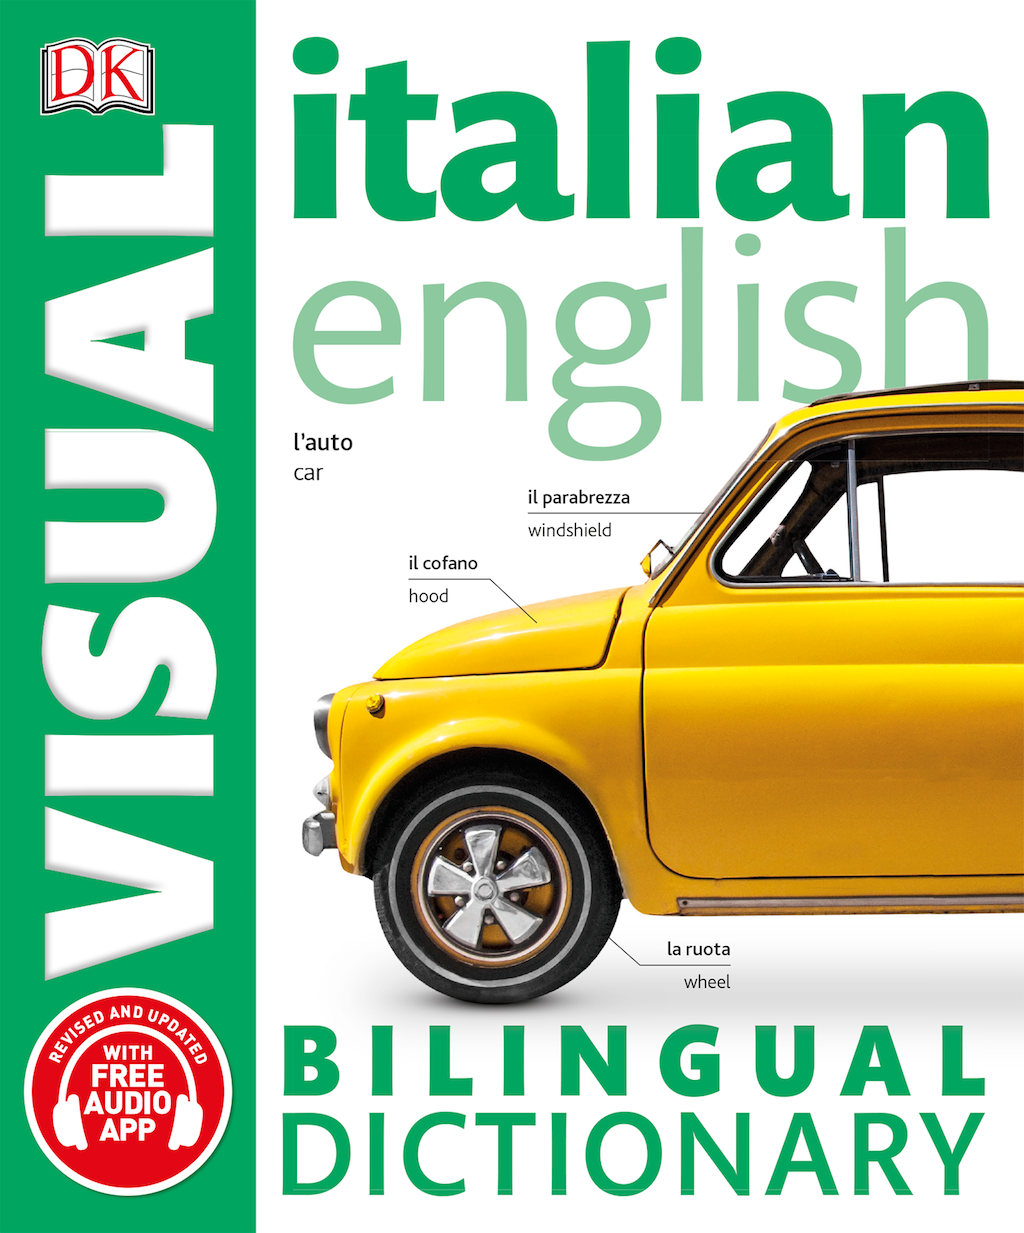 DK
VISUAL
italian
english
l'auto
car
il parabrezza
windshield
il cofano
hood
la ruota
wheel
REVISED AND UPDATED
WITH
FREE
AUDIO
APP
BILINGUAL
DICTIONARY